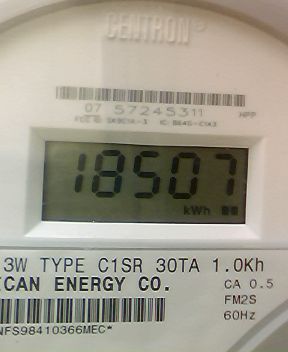 CENTRON®
07 57245311 HPP
18507
kWh
3W TYPE C1SR 30TA 1.0Kh
ICAN ENERGY CO. CA 0.5
FM2S
NFS98410366MEC* 60Hz